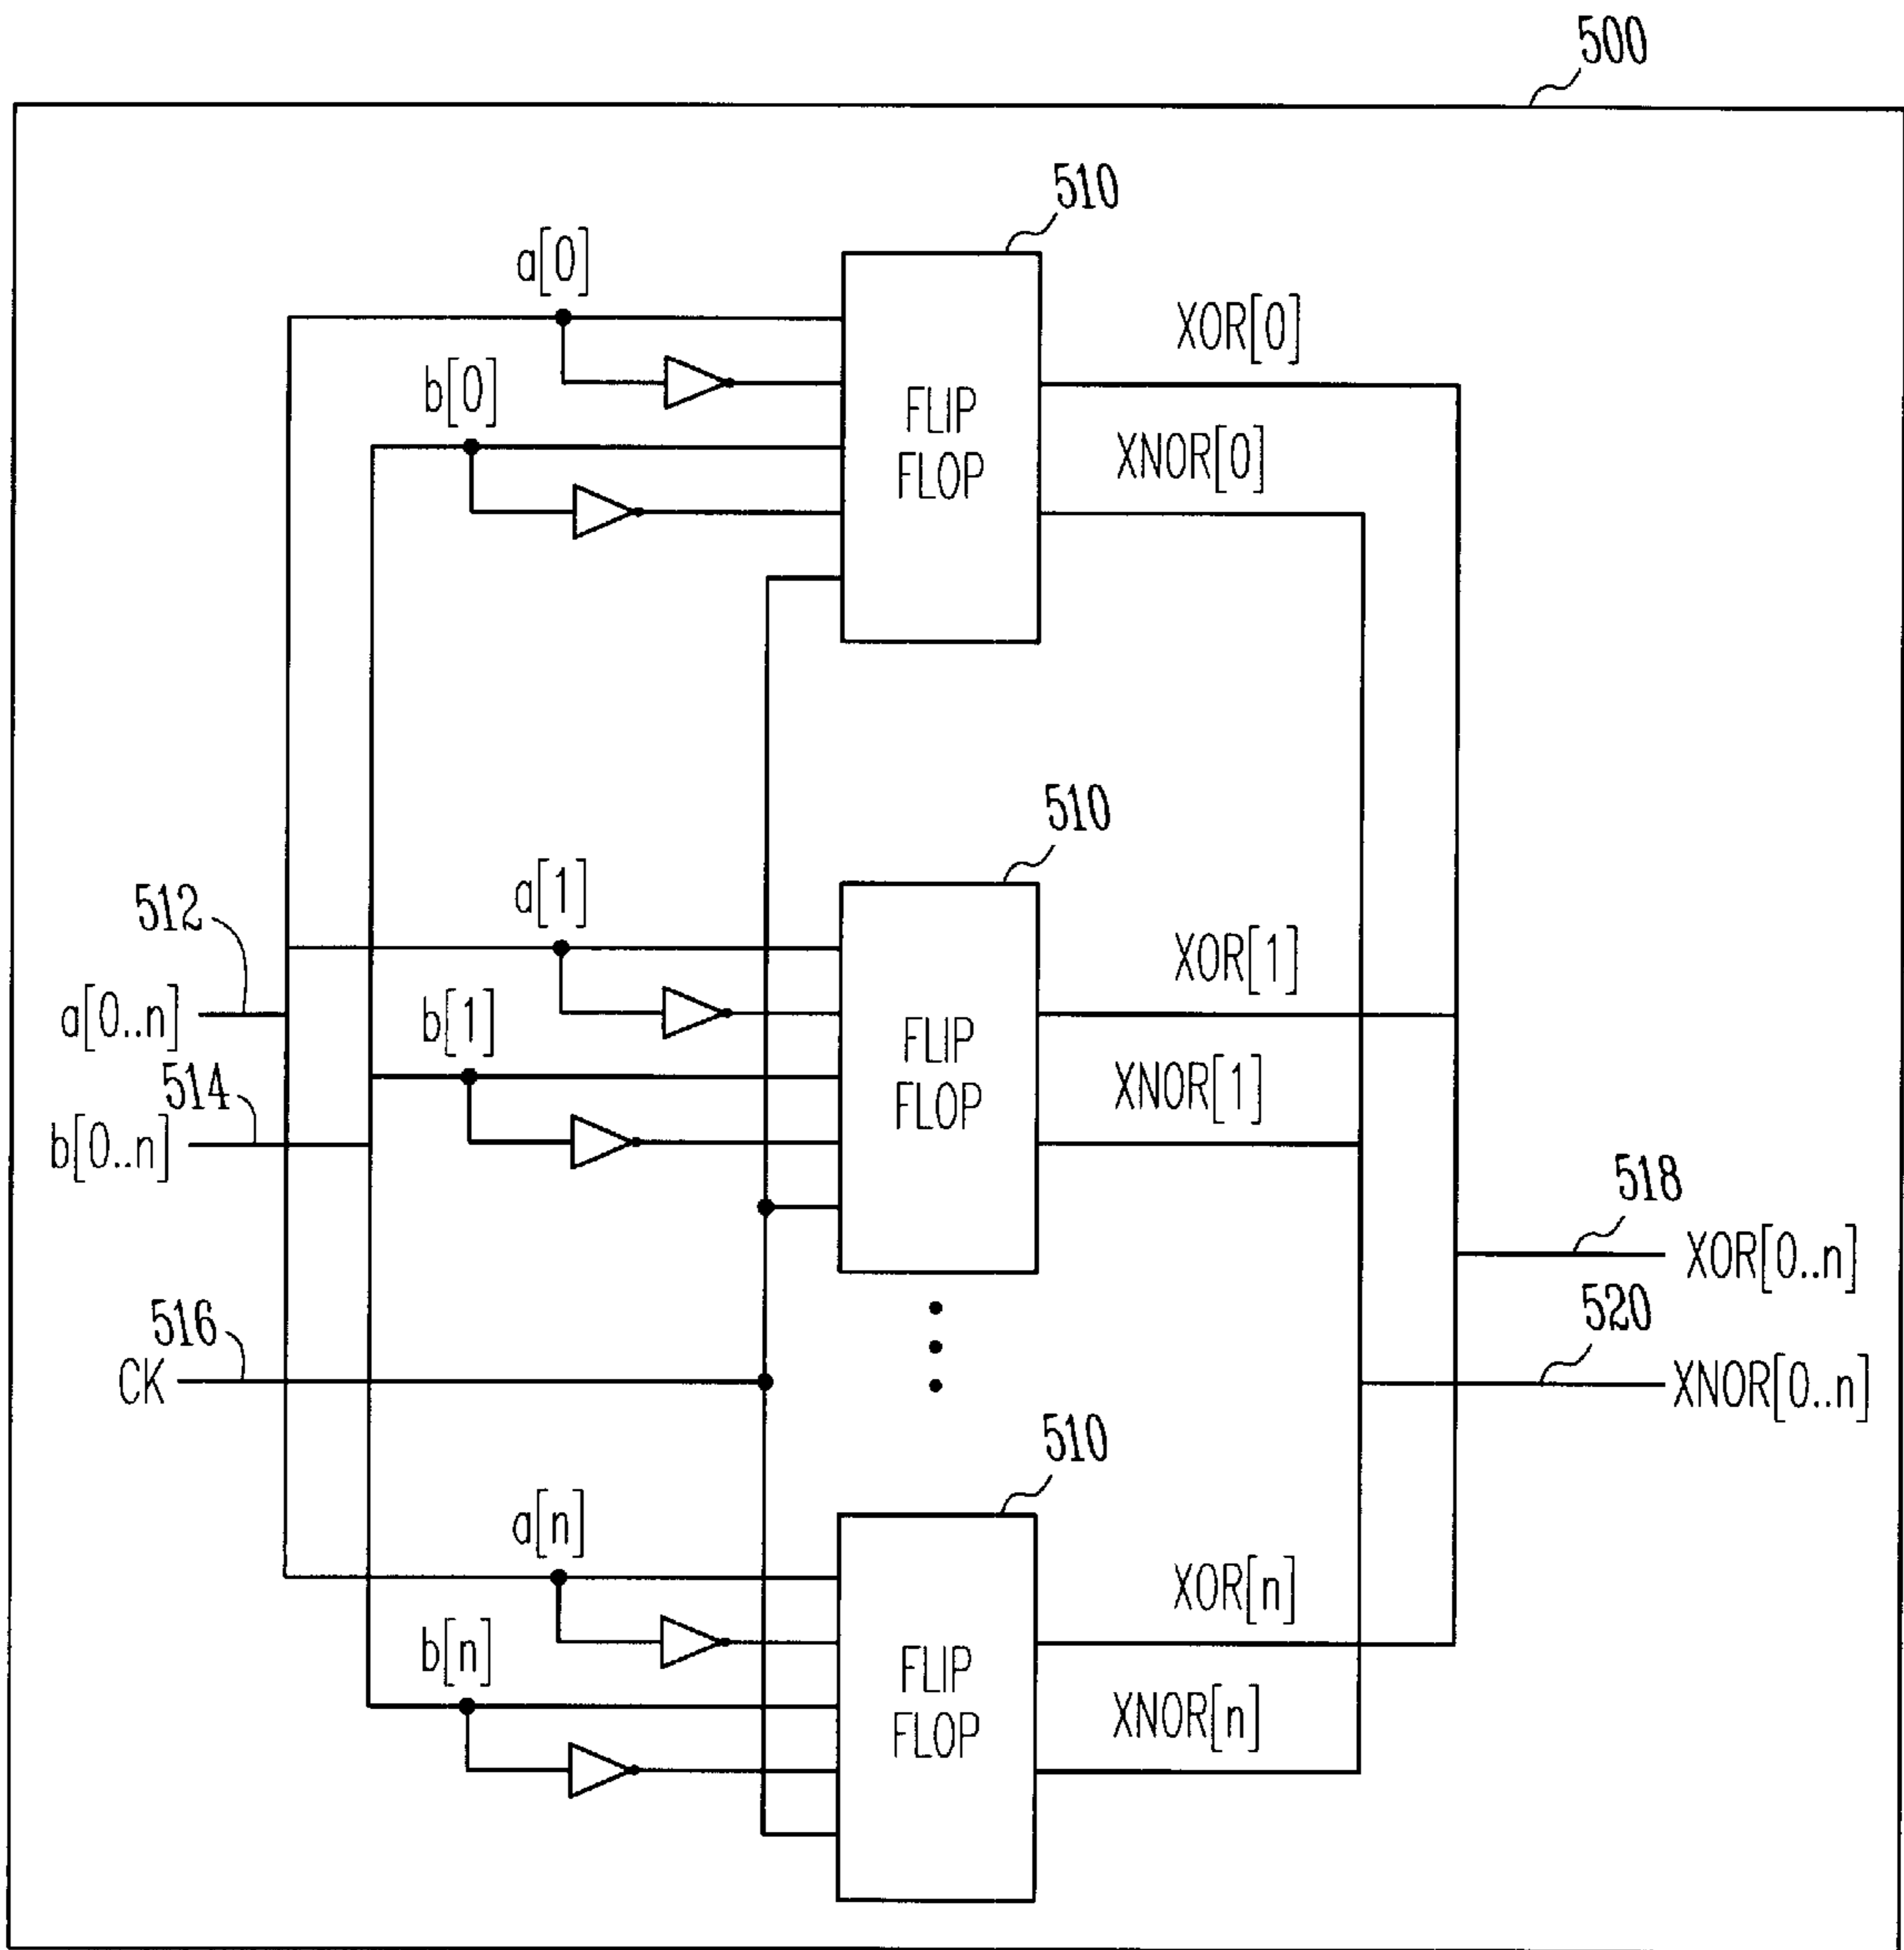 500
510
a[0]
XOR[0]
b[0]
FLIP
FLOP
XNOR[0]
510
a[1]
512
XOR[1]
a[0..n]
b[1]
FLIP
FLOP
XNOR[1]
514
b[0..n]
518
XOR[0..n]
516
520
CK
XNOR[0..n]
510
a[n]
XOR[n]
b[n]
FLIP
FLOP
XNOR[n]